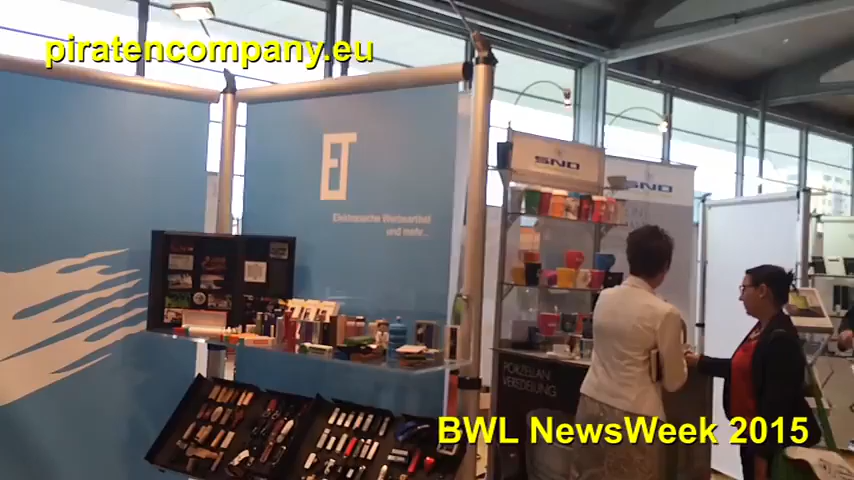 piratencompany.eu
ET
Elektronische Werbeartikel
und mehr...
SND
SND
PORZELLAN
VEREDELUNG
BWL NewsWeek 2015